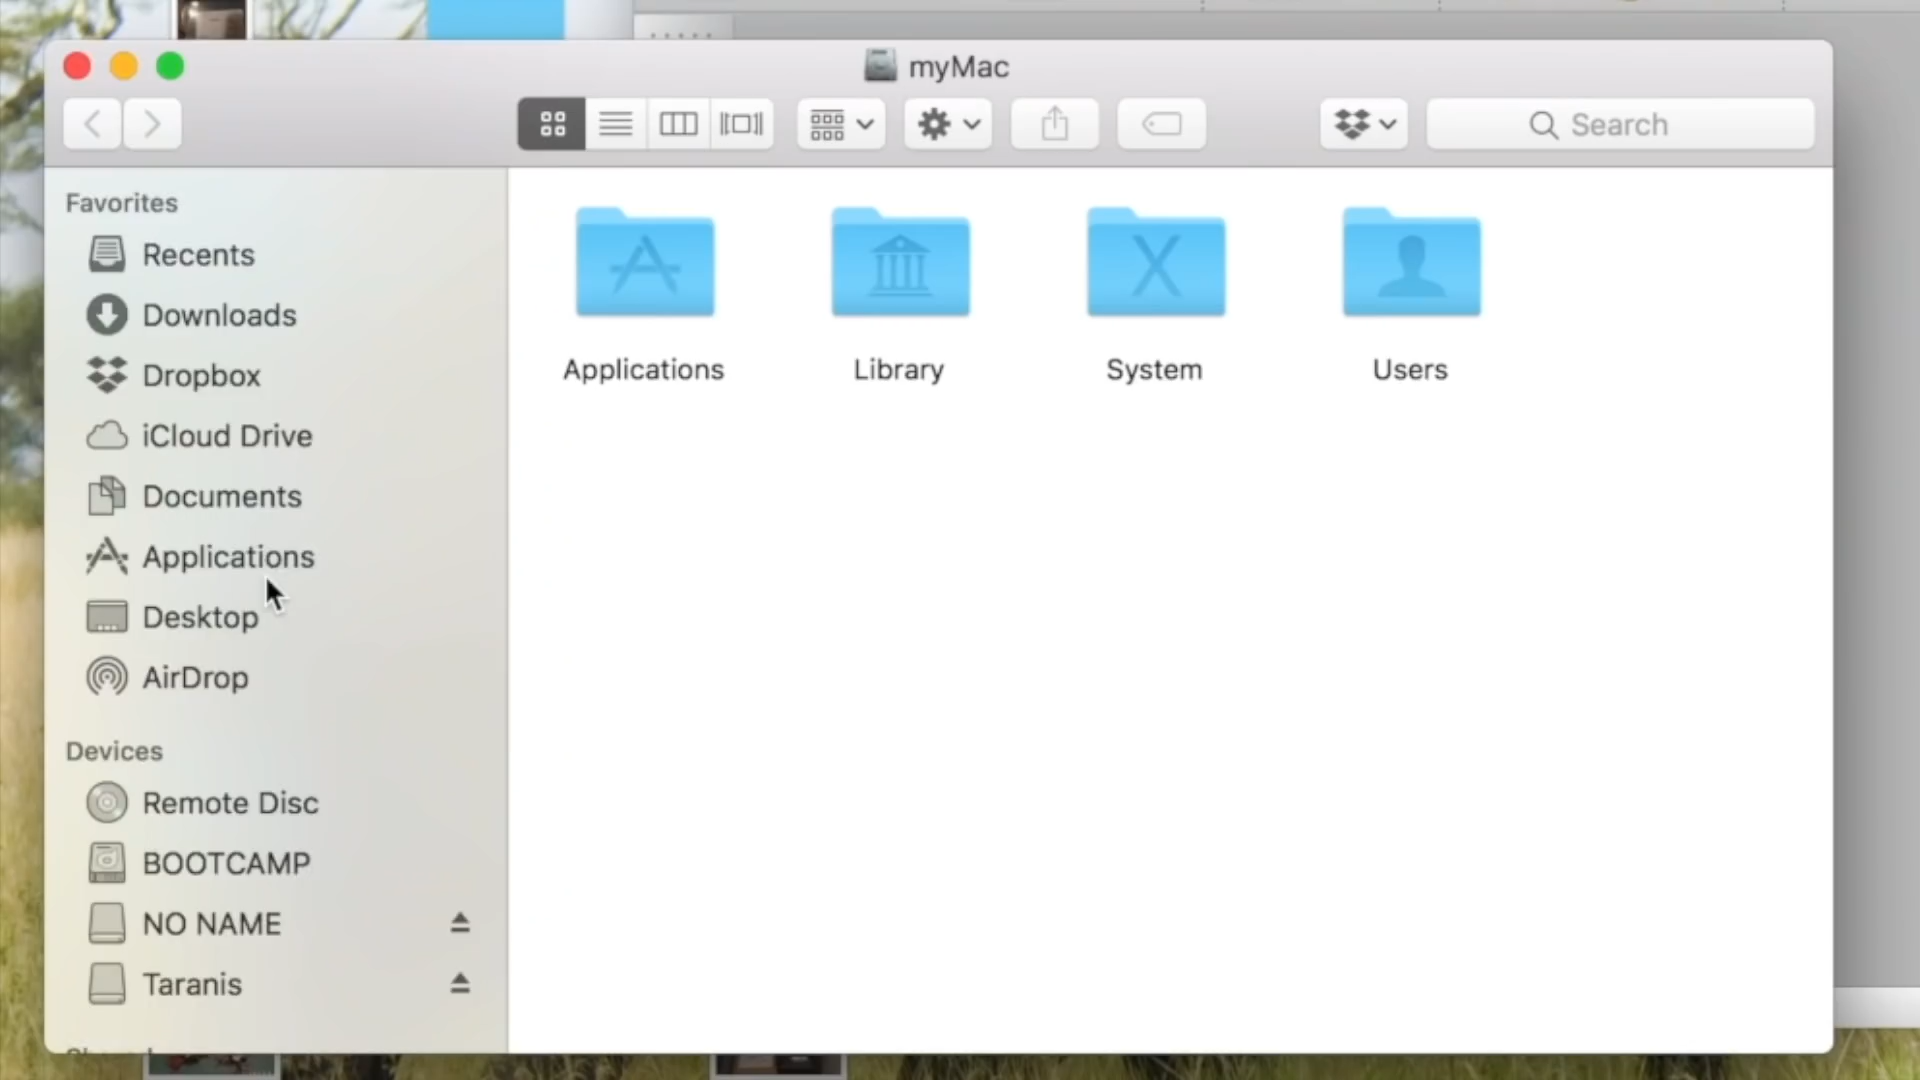 myMac
Search
Favorites
Recents
Downloads
Dropbox
iCloud Drive
Documents
Applications
Desktop
AirDrop
Devices
Remote Disc
BOOTCAMP
NO NAME
Taranis
Applications
Library
System
Users